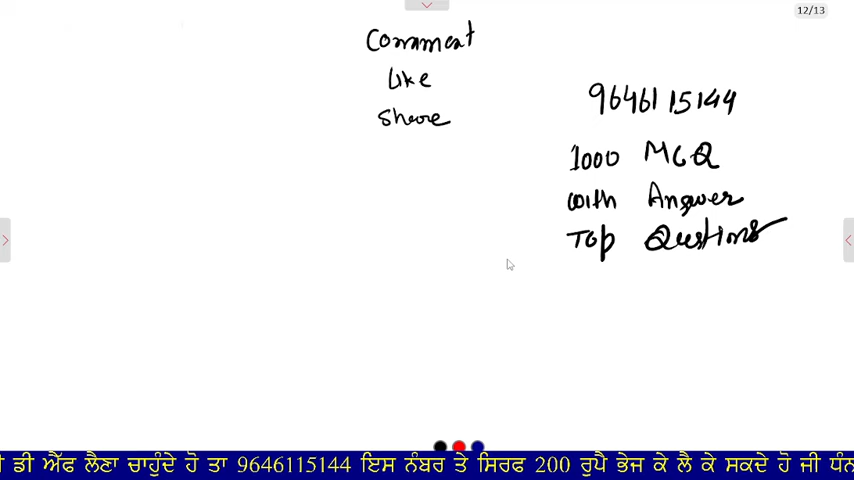 12/13
Comment
Like
Share
9646115144
1000 MCQ
with Answer
Top Questions
ਡੀ ਐੱਫ ਲੈਣਾ ਚਾਹੁੰਦੇ ਹੋ ਤਾ 9646115144 ਇਸ ਨੰਬਰ ਤੇ ਸਿਰਫ 200 ਰੁਪੈ ਭੇਜ ਕੇ ਲੈ ਕੇ ਸਕਦੇ ਹੋ ਜੀ